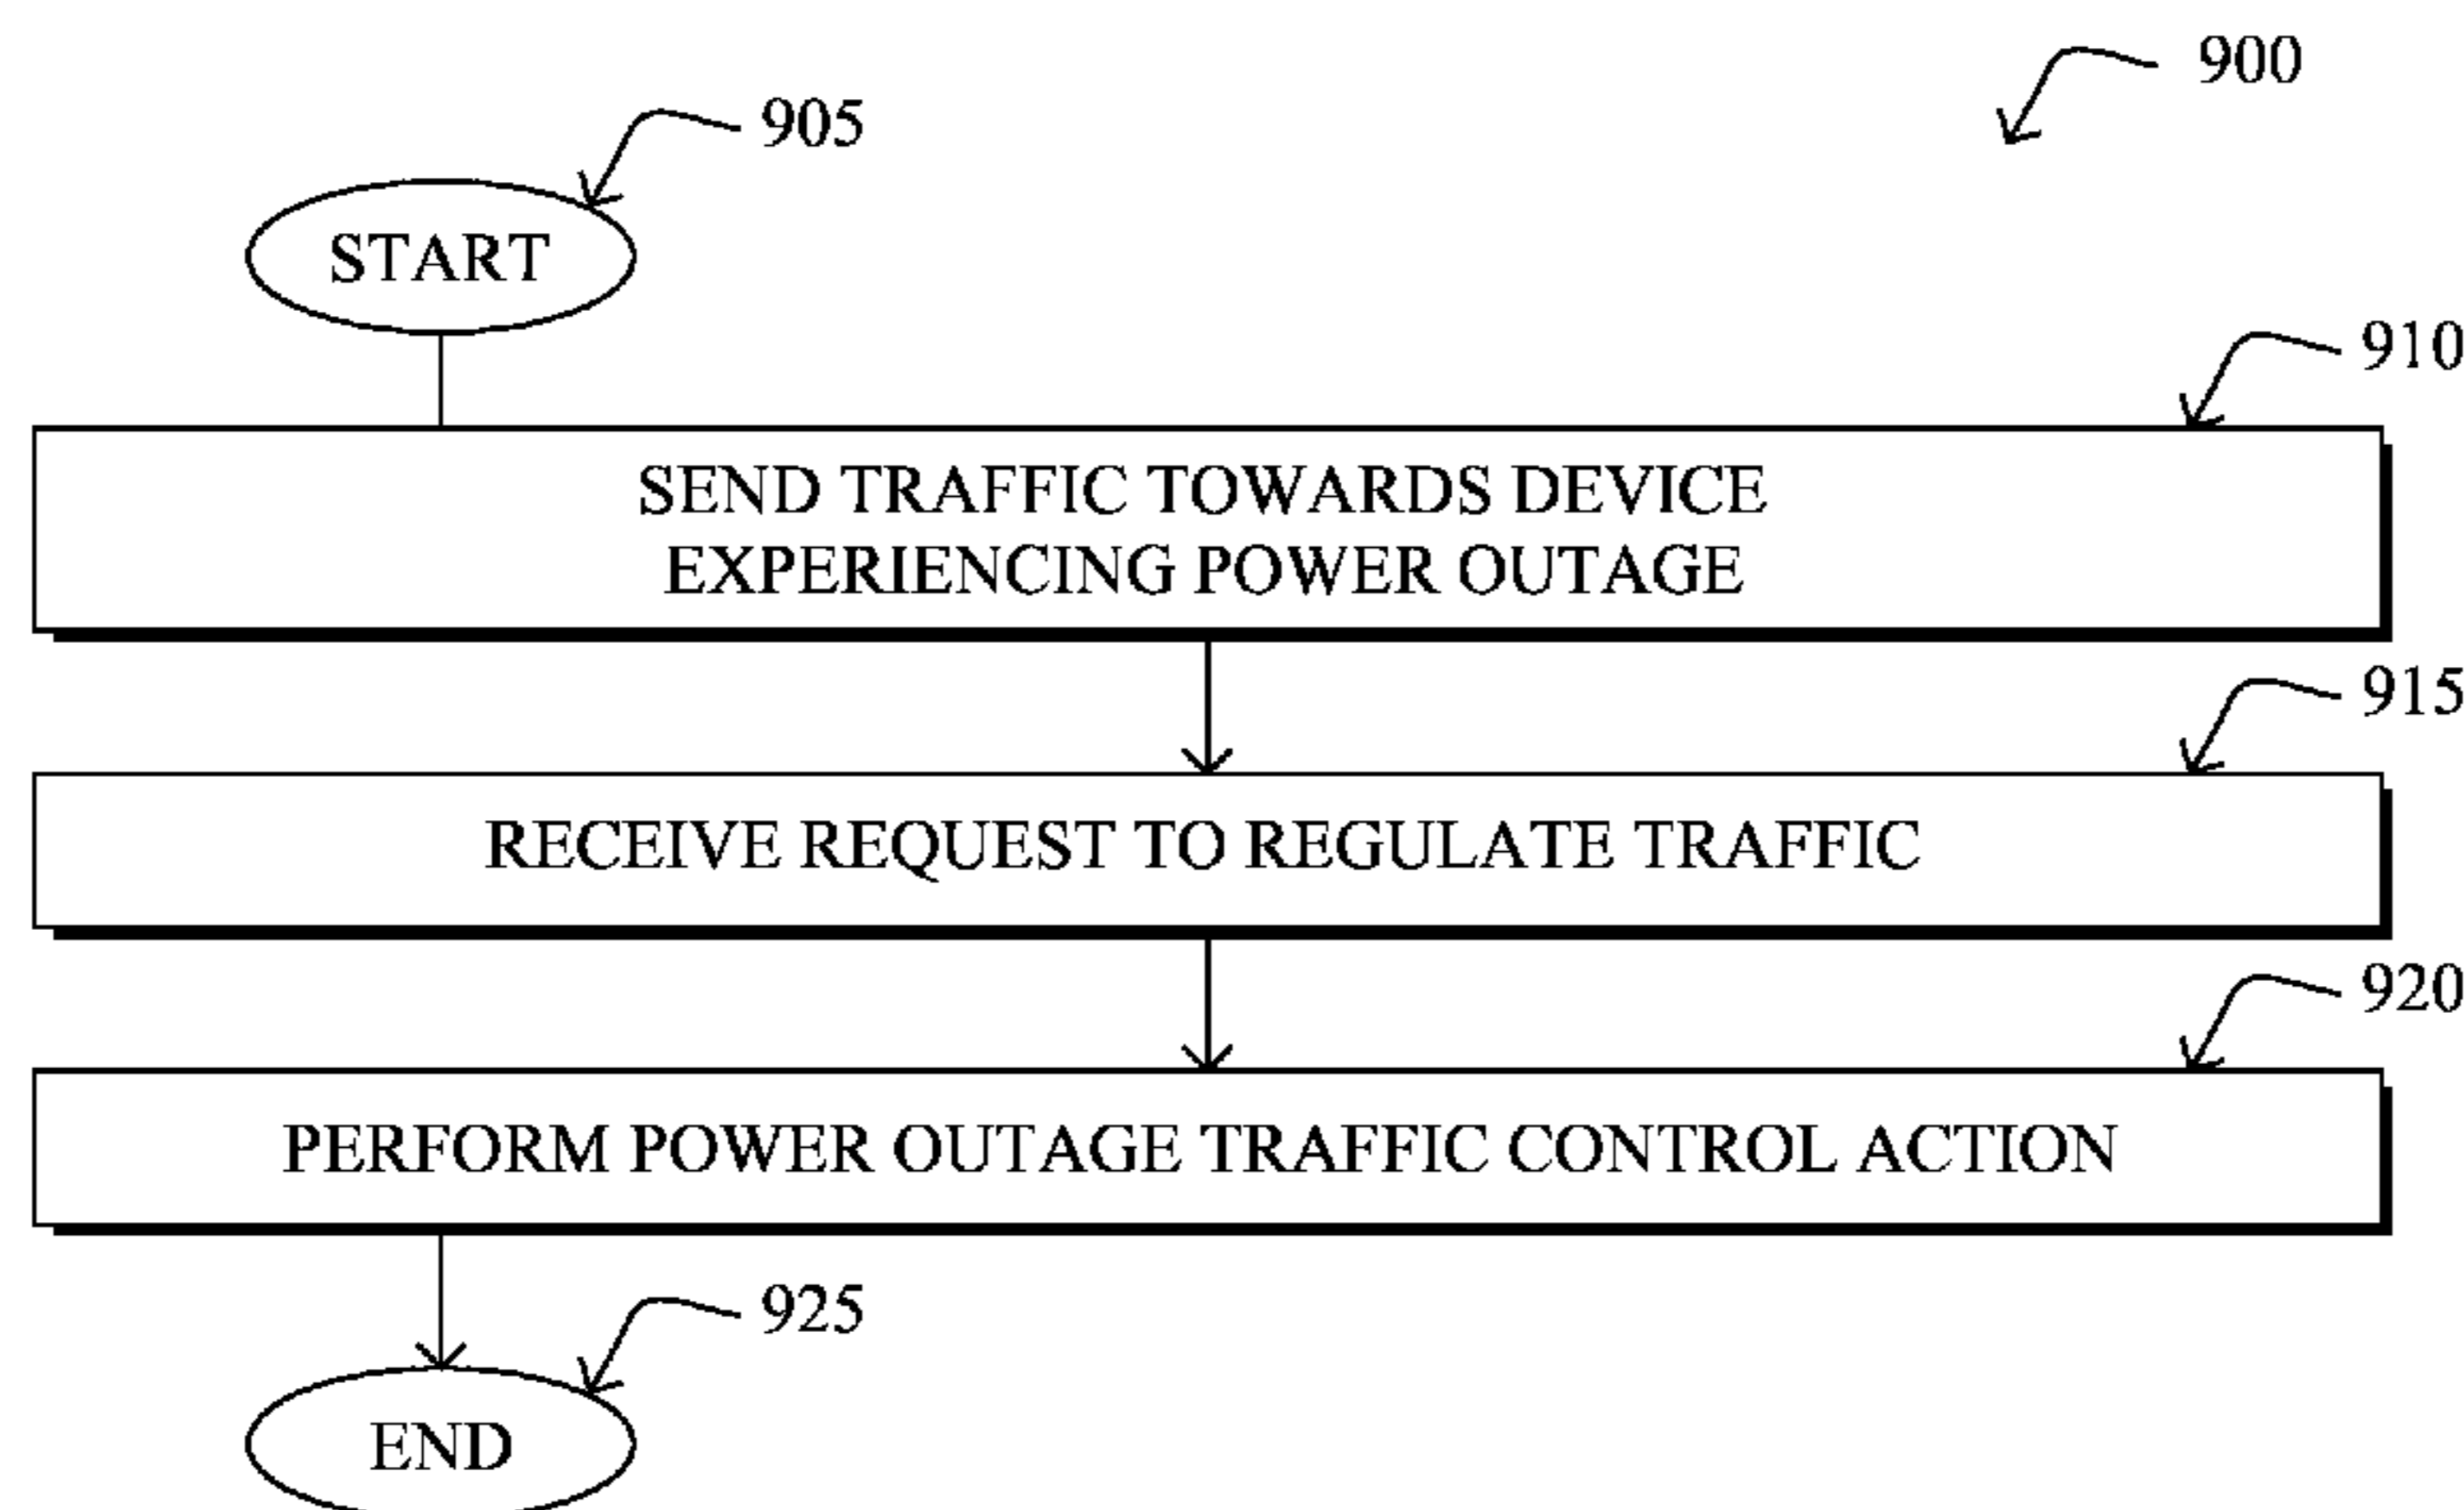 900
905
START
910
SEND TRAFFIC TOWARDS DEVICE
EXPERIENCING POWER OUTAGE
915
RECEIVE REQUEST TO REGULATE TRAFFIC
920
PERFORM POWER OUTAGE TRAFFIC CONTROL ACTION
925
END